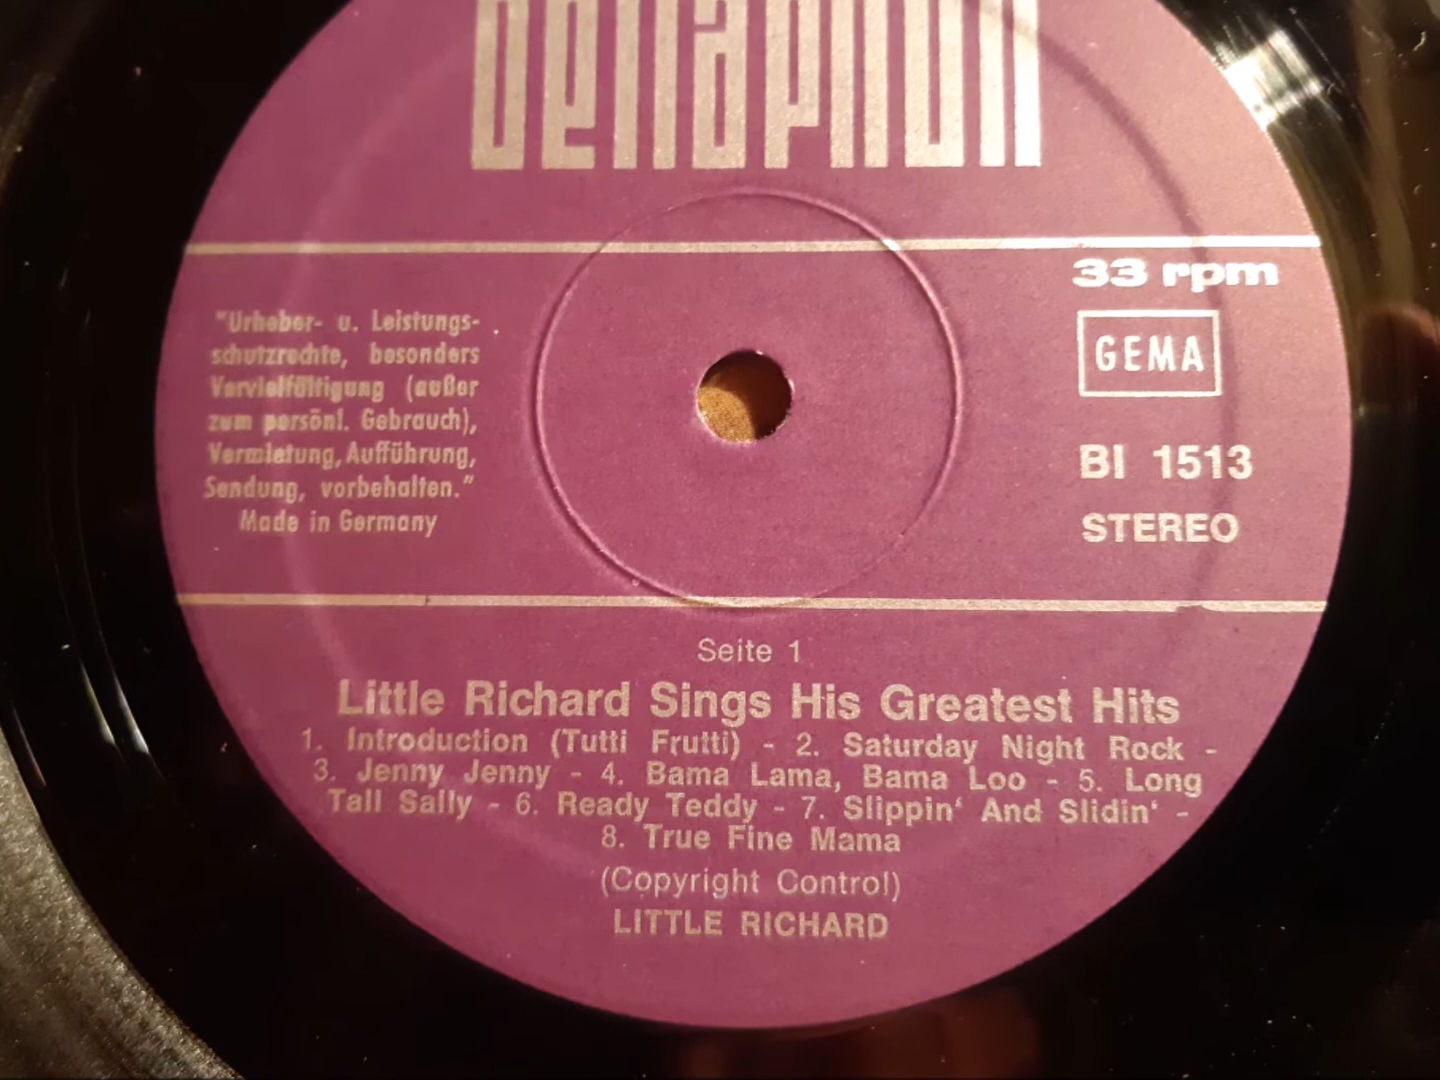 bellaphon
33 rpm
GEMA
BI 1513
STEREO
"Urheber- u. Leistungs-
schutzrechte, besonders
Vervielfältigung (außer
zum persönl. Gebrauch),
Vermietung, Aufführung,
Sendung, vorbehalten."
Made in Germany
Seite 1
Little Richard Sings His Greatest Hits
1. Introduction (Tutti Frutti) - 2. Saturday Night Rock -
3. Jenny Jenny - 4. Bama Lama, Bama Loo - 5. Long
Tall Sally - 6. Ready Teddy - 7. Slippin‘ And Slidin‘ -
8. True Fine Mama
(Copyright Control)
LITTLE RICHARD